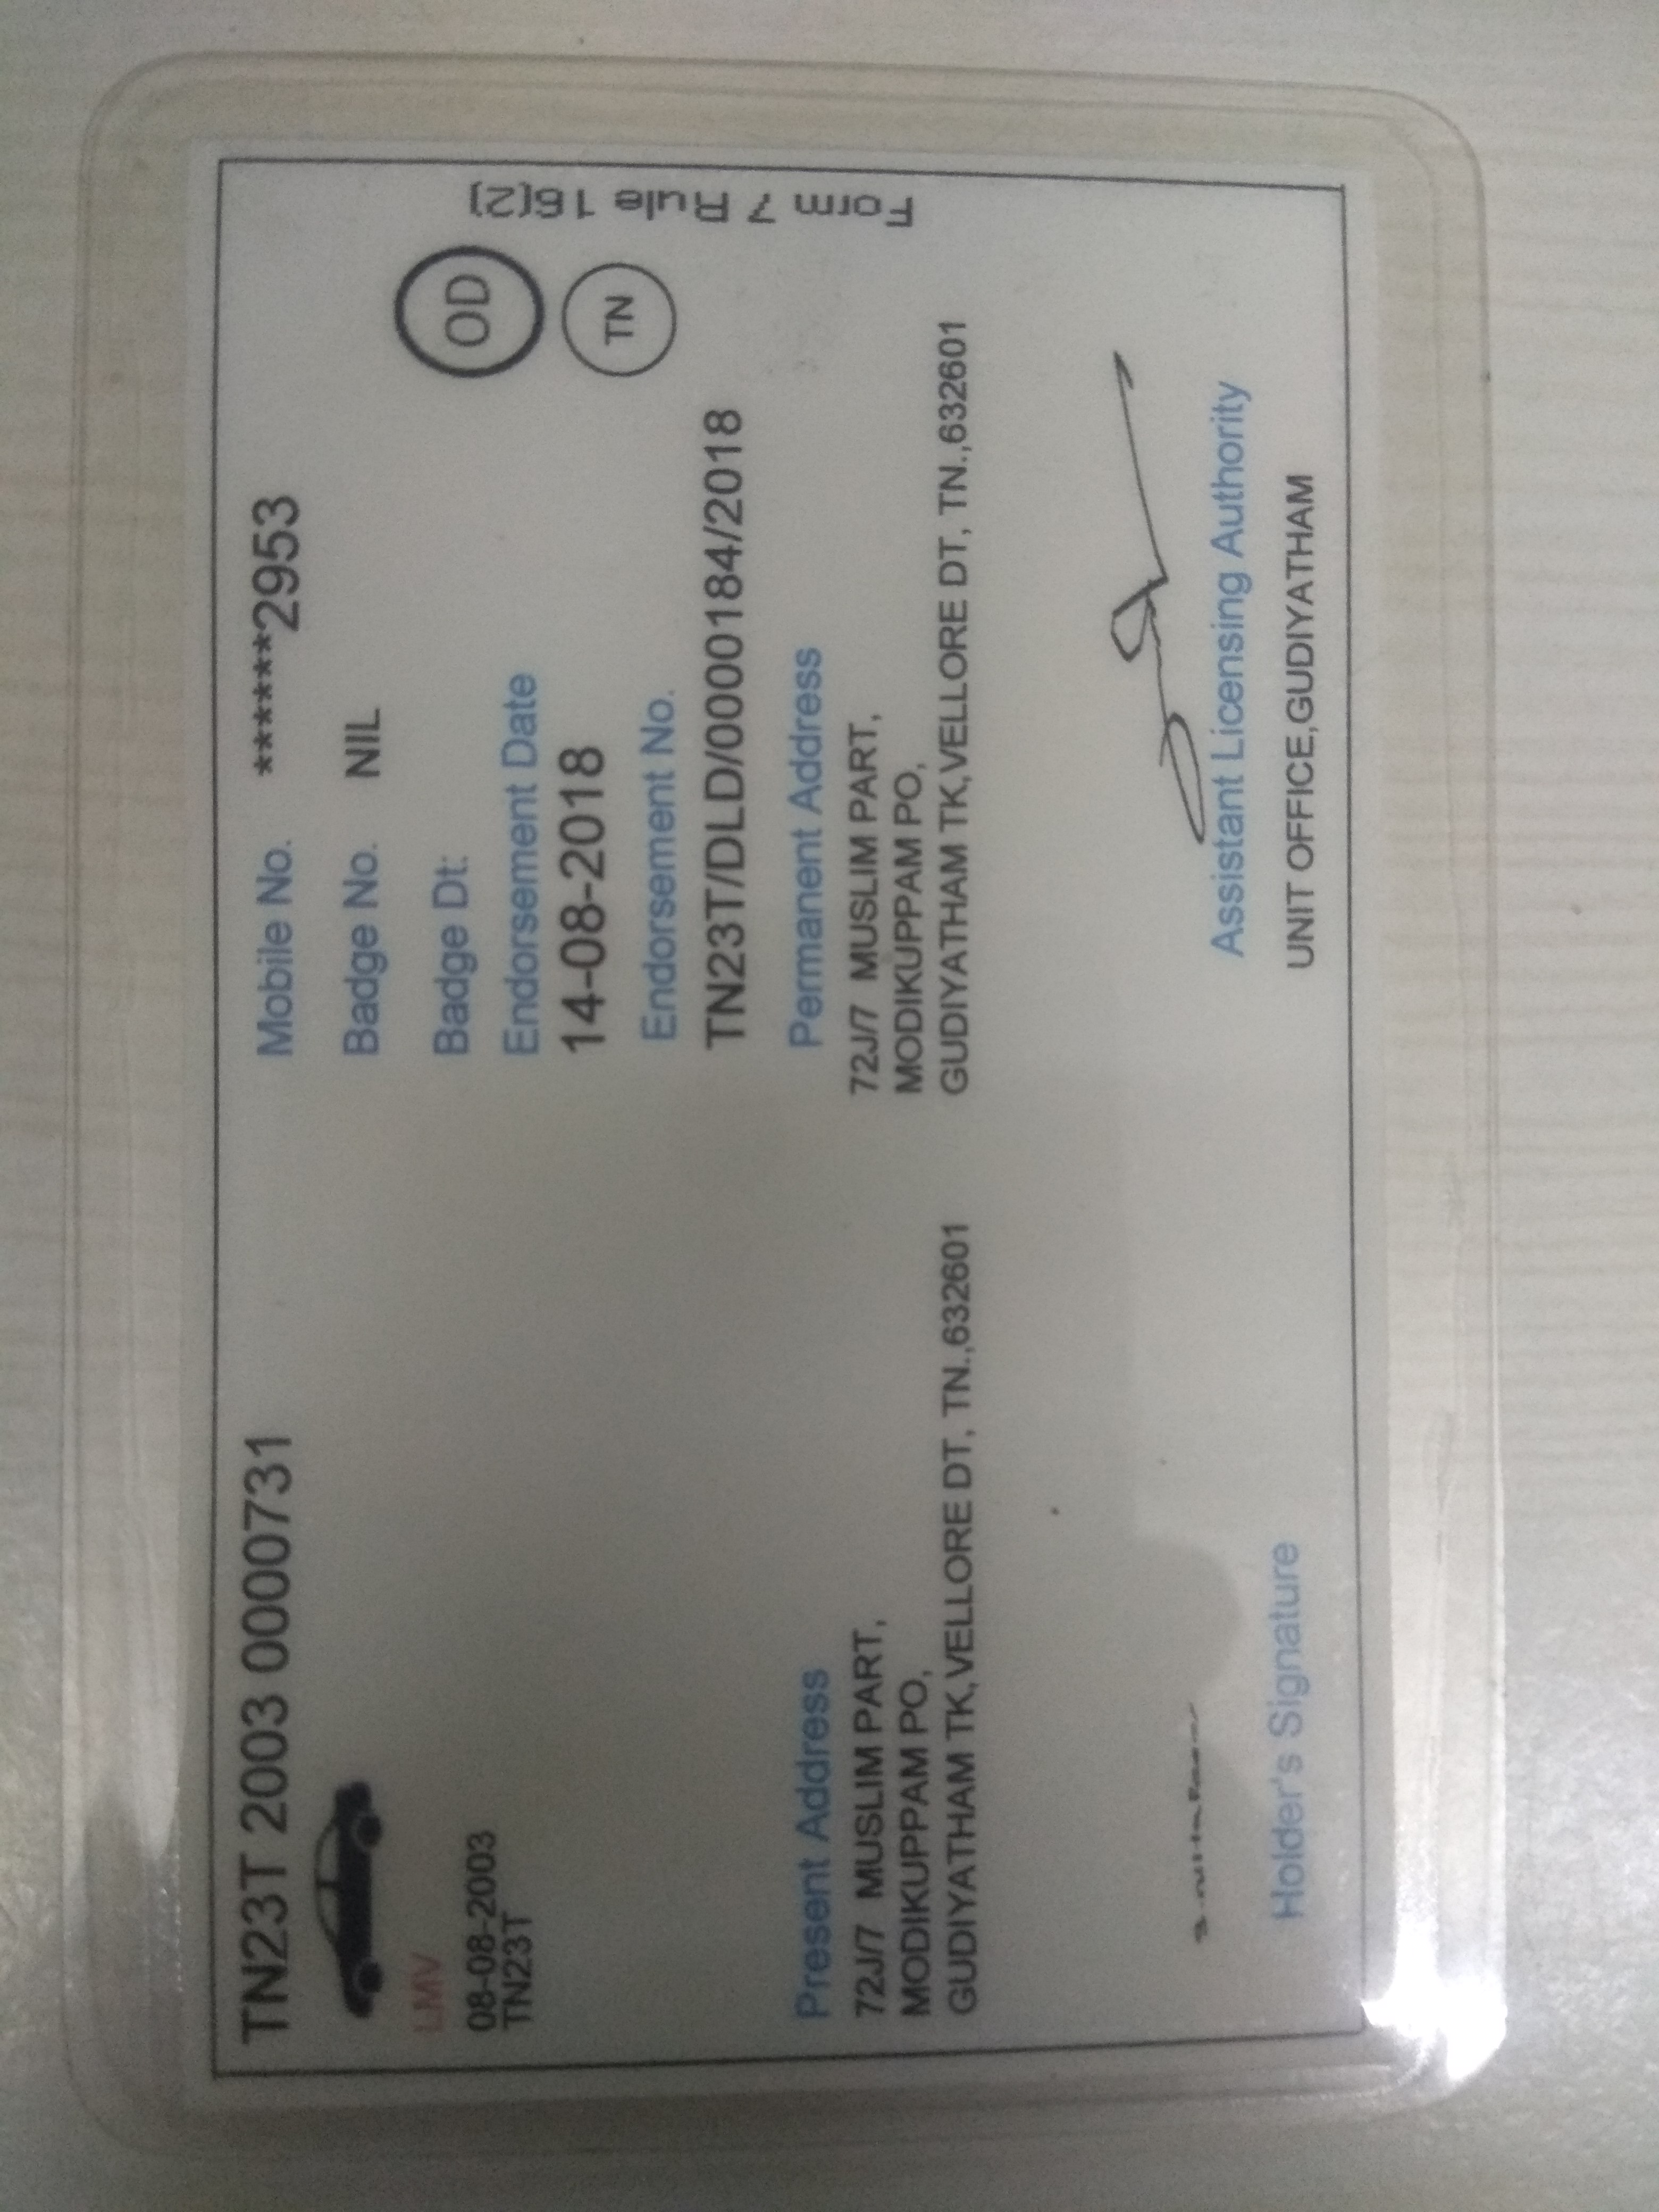 TN23T 2003 0000731
LMV
08-08-2003
TN23T
Mobile No. ******2953
Badge No. NIL
Badge Dt:
Endorsement Date
14-08-2018
Endorsement No.
TN23T/DLD/0000184/2018
OD
TN
Form 7 Rule 16(2)
Present Address
72J/7 MUSLIM PART,
MODIKUPPAM PO,
GUDIYATHAM TK,VELLORE DT, TN.,632601
Permanent Address
72J/7 MUSLIM PART,
MODIKUPPAM PO,
GUDIYATHAM TK,VELLORE DT, TN.,632601
Holder's Signature
Assistant Licensing Authority
UNIT OFFICE,GUDIYATHAM